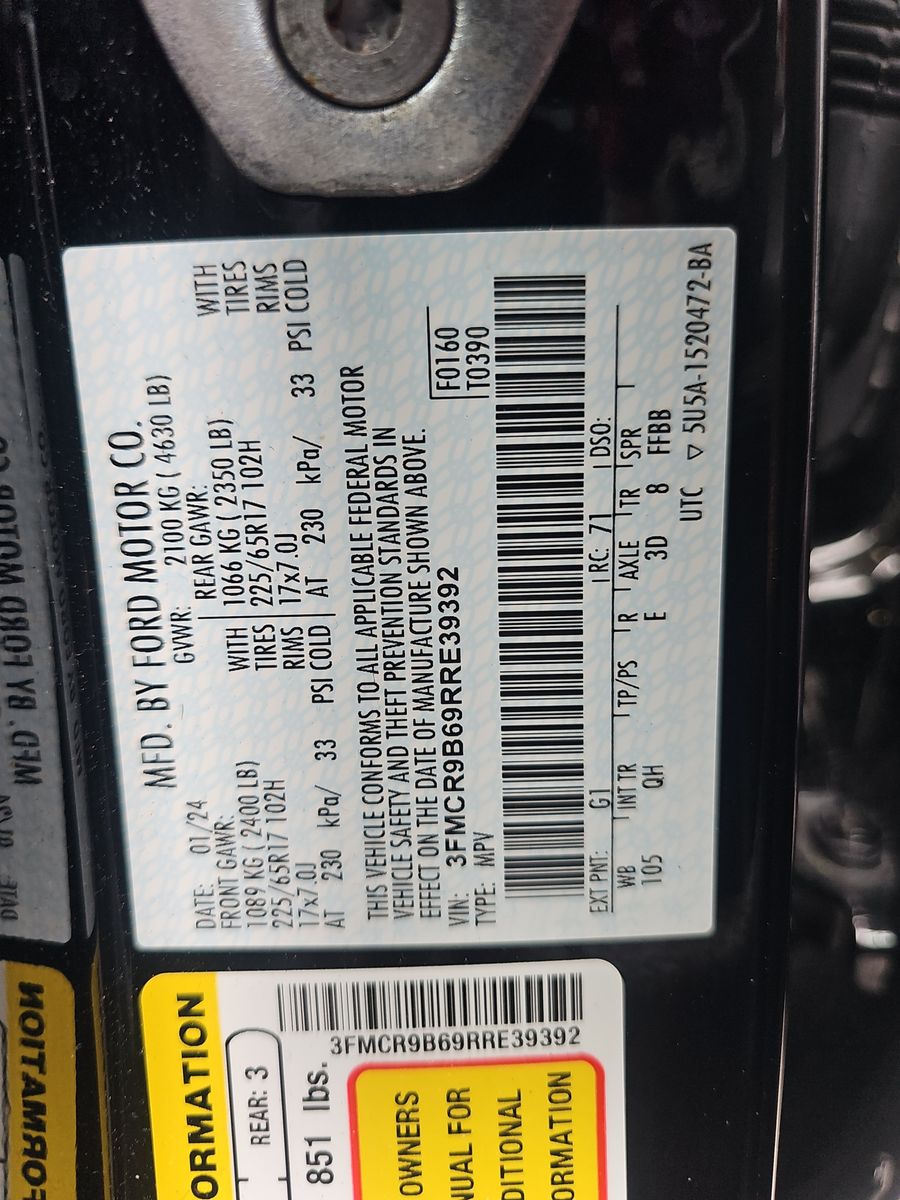 MFD. BY FORD MOTOR CO.
DATE: 01/24 GVWR: 2100 KG ( 4630 LB)
FRONT GAWR: REAR GAWR:
1089 KG ( 2400 LB) WITH 1066 KG ( 2350 LB) WITH
225/65R17 102H TIRES 225/65R17 102H TIRES
17x7.0J RIMS 17x7.0J RIMS
AT 230 kPa/ 33 PSI COLD AT 230 kPa/ 33 PSI COLD
THIS VEHICLE CONFORMS TO ALL APPLICABLE FEDERAL MOTOR
VEHICLE SAFETY AND THEFT PREVENTION STANDARDS IN
EFFECT ON THE DATE OF MANUFACTURE SHOWN ABOVE.
VIN: 3FMCR9B69RRE39392 F0160
TYPE: MPV T0390
EXT PNT: G1 RC: 71 DSO:
WB INT TR TP/PS R AXLE TR SPR
105 QH E 3D 8 FFBB
UTC ▽ 5U5A-1520472-BA
ORMATION
REAR: 3
851 lbs.
3FMCR9B69RRE39392
OWNERS
NUAL FOR
DITIONAL
ORMATION